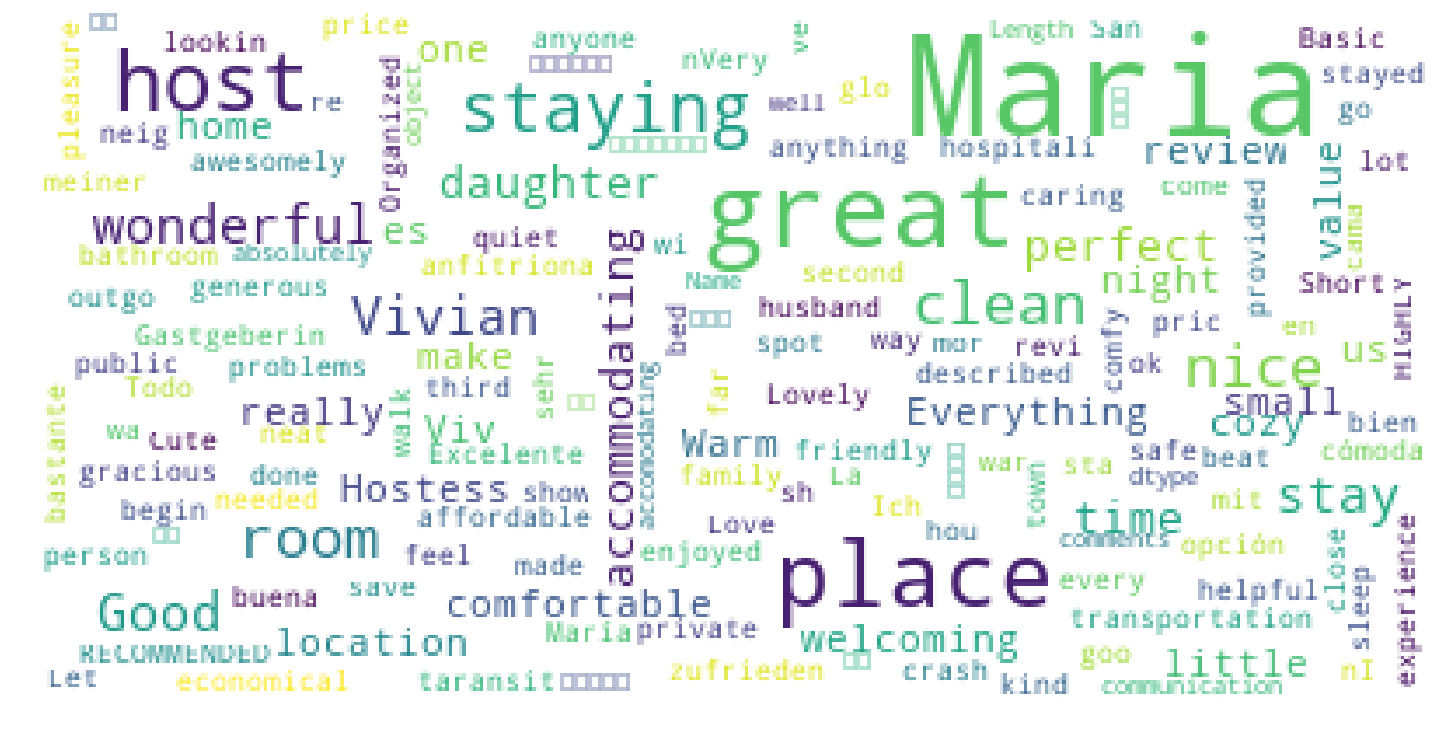 price
Length San
pleasure
lookin
one
anyone
ve
Maria
Basic
host
re
Organized
object
nVery
staying
well
glo
stayed
go
neig
home
awesomely
anything
hospitali
review
value
lot
meiner
daughter
great
caring
come
provided
cama
wonderful
es
quiet
accommodating
wi
perfect
bathroom
absolutely
anfitriona
second
night
Short
HIGHLY
outgo
generous
Name
Vivian
bed
husband
clean
comfy
pric
en
Gastgeberin
make
spot
way
mor
revi
ok
nice
us
public
problems
third
sehr
accomodating
far
described
Todo
Lovely
small
bastante
really
walk
Everything
cozy
bien
wa
Cute
neat
Viv
Excelente
Warm
friendly
safe
beat
cómoda
gracious
done
family
La
war
sta
dtype
needed
Hostess
show
sh
Ich
town
mit
stay
begin
affordable
Love
hou
time
comments
opción
person
room
feel
made
enjoyed
place
every
helpful
close
sleep
experience
Good
buena
save
comfortable
transportation
RECOMMENDED
location
Maria
private
welcoming
goo
little
Let
economical
taransit
zufrieden
crash
kind
communication
nI